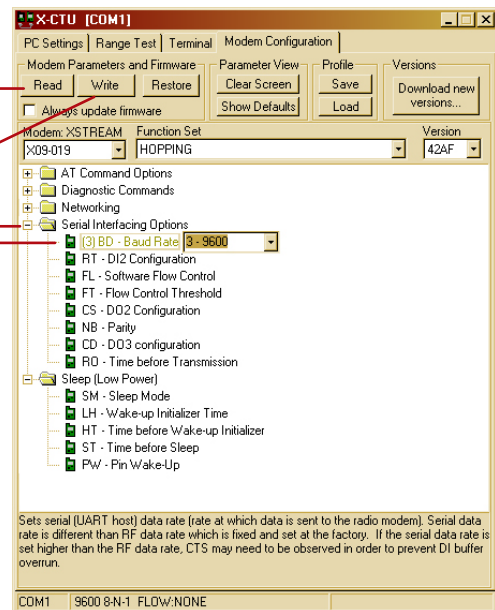 X-CTU [COM1]
PC Settings Range Test Terminal Modem Configuration
Modem Parameters and Firmware Parameter View Profile Versions
Read Write Restore Clear Screen Save Download new versions...
Always update firmware Show Defaults Load
Modem: XSTREAM Function Set Version
X09-019 HOPPING 42AF
AT Command Options
Diagnostic Commands
Networking
Serial Interfacing Options
(3) BD - Baud Rate 3 - 9600
RT - DI2 Configuration
FL - Software Flow Control
FT - Flow Control Threshold
CS - DO2 Configuration
NB - Parity
CD - DO3 configuration
RO - Time before Transmission
Sleep (Low Power)
SM - Sleep Mode
LH - Wake-up Initializer Time
HT - Time before Wake-up Initializer
ST - Time before Sleep
PW - Pin Wake-Up
Sets serial (UART host) data rate (rate at which data is sent to the radio modem). Serial data
rate is different than RF data rate which is fixed and set at the factory. If the serial data rate is
set higher than the RF data rate, CTS may need to be observed in order to prevent DI buffer
overrun.
COM1 9600 8-N-1 FLOW:NONE